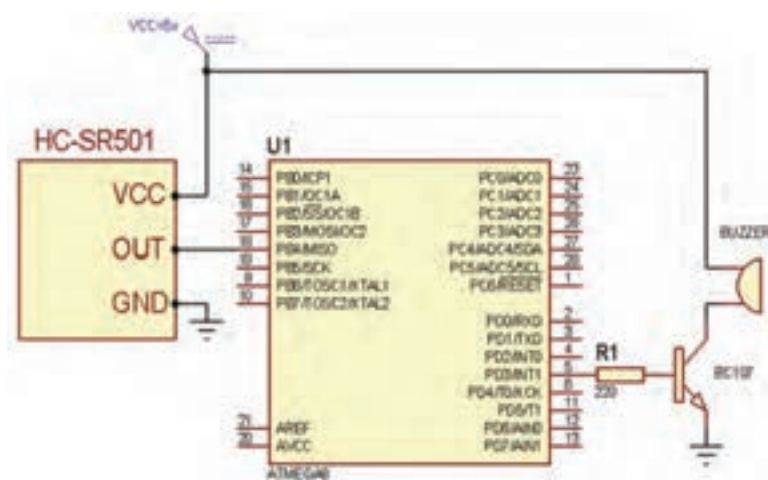 HC-SR501
VCC
OUT
GND
U1
14 PB0/ICP1
15 PB1/OC1A
16 PB2/SS/OC1B
17 PB3/MOSI/OC2
18 PB4/MISO
19 PB5/SCK
9 PB6/TOSC1/XTAL1
10 PB7/TOSC2/XTAL2
21 AREF
20 AVCC
PC0/ADC0 23
PC1/ADC1 24
PC2/ADC2 25
PC3/ADC3 26
PC4/ADC4/SDA 27
PC5/ADC5/SCL 28
PC6/RESET 1
PD0/RXD 2
PD1/TXD 3
PD2/INT0 4
PD3/INT1 5
PD4/T0/XCK 6
PD5/T1 11
PD6/AIN0 12
PD7/AIN1 13
ATMEGA8
R1
220
BUZZER
BC107